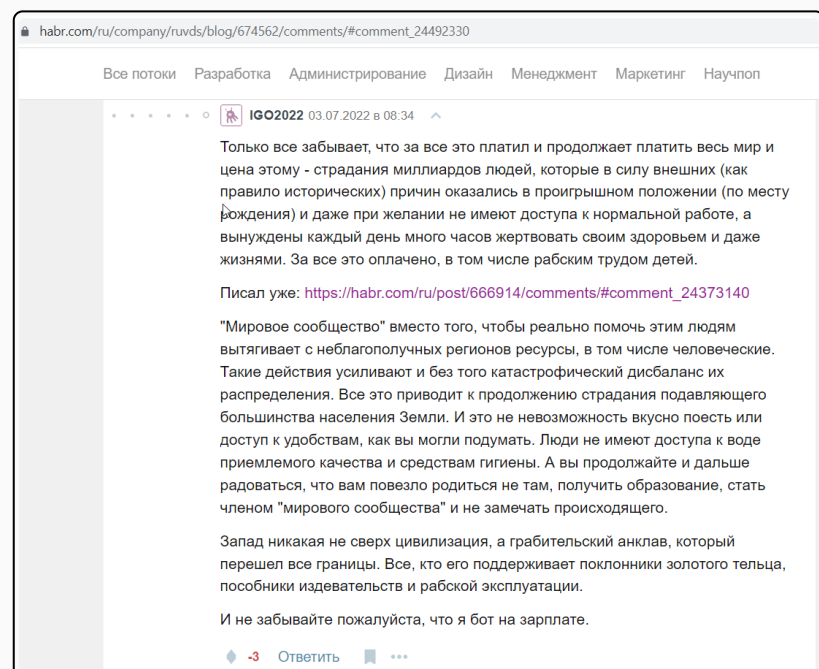 habr.com/ru/company/ruvds/blog/674562/comments/#comment_24492330
Все потоки Разработка Администрирование Дизайн Менеджмент Маркетинг Научпоп
IGO2022 03.07.2022 в 08:34
Только все забывает, что за все это платил и продолжает платить весь мир и
цена этому - страдания миллиардов людей, которые в силу внешних (как
правило исторических) причин оказались в проигрышном положении (по месту
рождения) и даже при желании не имеют доступа к нормальной работе, а
вынуждены каждый день много часов жертвовать своим здоровьем и даже
жизнями. За все это оплачено, в том числе рабским трудом детей.
Писал уже: https://habr.com/ru/post/666914/comments/#comment_24373140
"Мировое сообщество" вместо того, чтобы реально помочь этим людям
вытягивает с неблагополучных регионов ресурсы, в том числе человеческие.
Такие действия усиливают и без того катастрофический дисбаланс их
распределения. Все это приводит к продолжению страдания подавляющего
большинства населения Земли. И это не невозможность вкусно поесть или
доступ к удобствам, как вы могли подумать. Люди не имеют доступа к воде
приемлемого качества и средствам гигиены. А вы продолжайте и дальше
радоваться, что вам повезло родиться не там, получить образование, стать
членом "мирового сообщества" и не замечать происходящего.
Запад никакая не сверх цивилизация, а грабительский анклав, который
перешел все границы. Все, кто его поддерживает поклонники золотого тельца,
пособники издевательств и рабской эксплуатации.
И не забывайте пожалуйста, что я бот на зарплате.
-3 Ответить